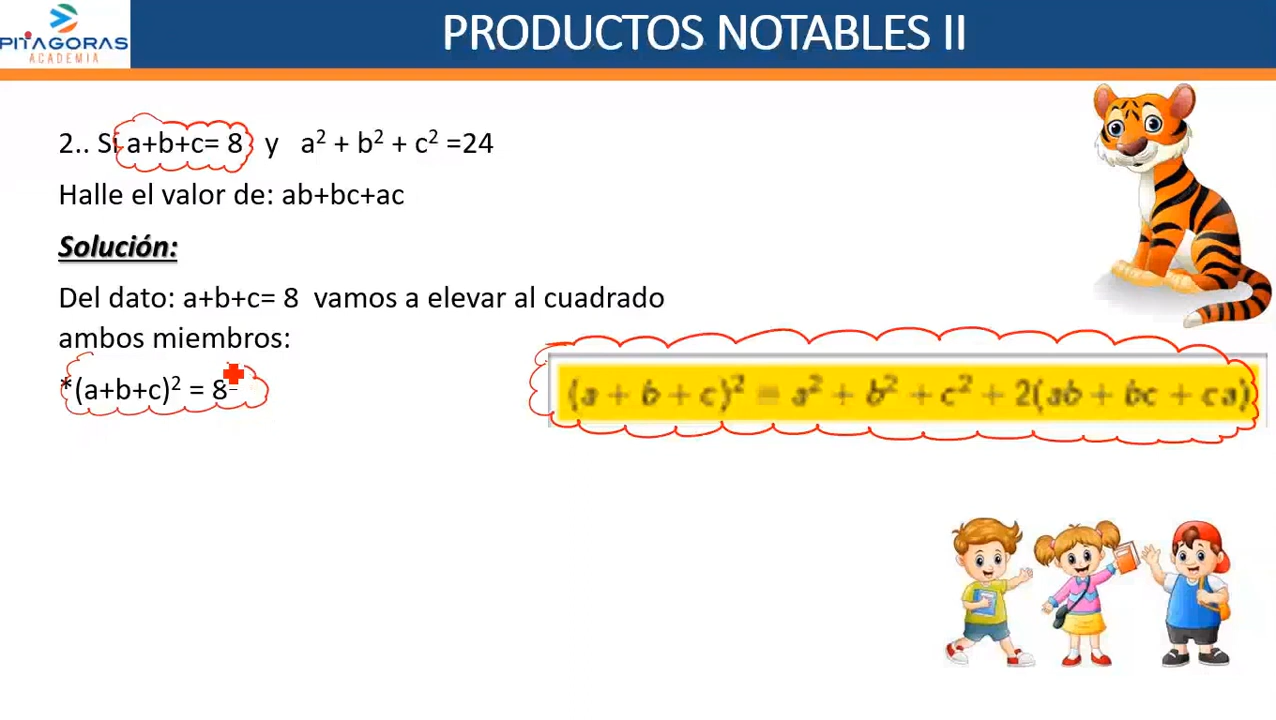 PITAGORAS
ACADEMIA
PRODUCTOS NOTABLES II
2.. Si a+b+c= 8 y a² + b² + c² =24
Halle el valor de: ab+bc+ac
Solución:
Del dato: a+b+c= 8 vamos a elevar al cuadrado
ambos miembros:
*(a+b+c)² = 8
(a + b + c)² = a² + b² + c² + 2(ab + bc + ca)